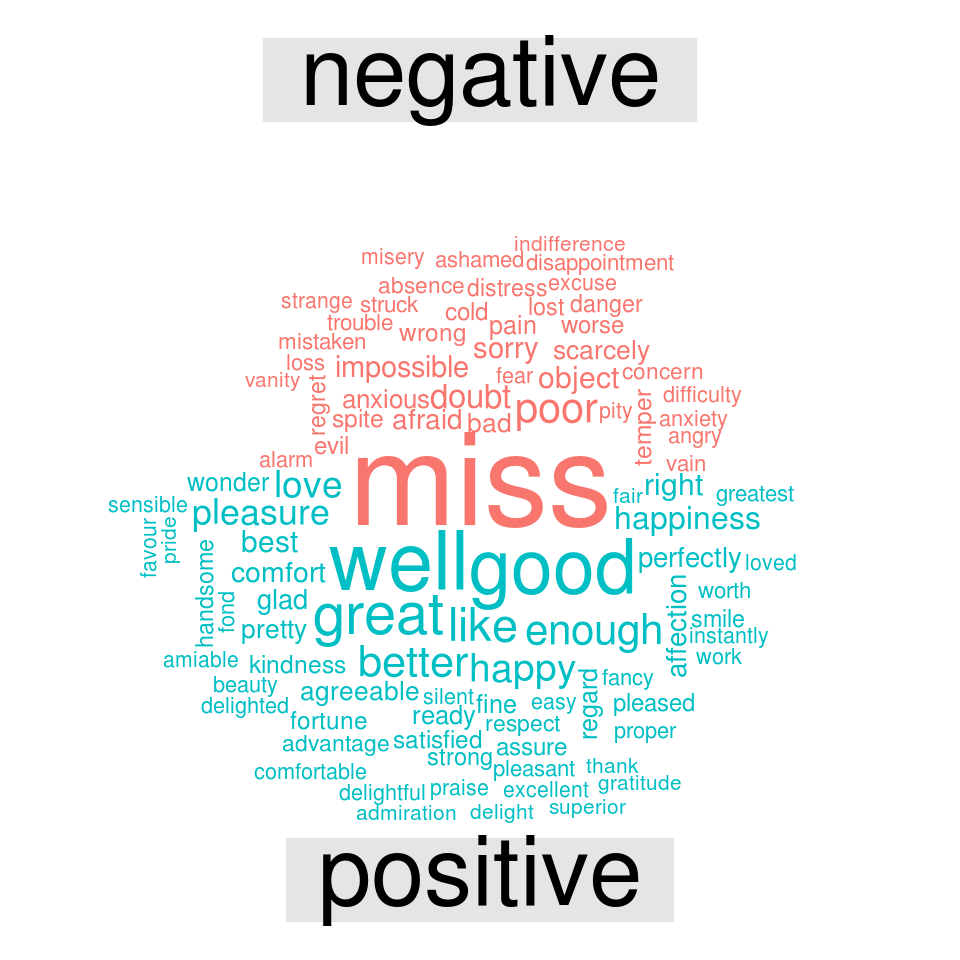 negative
indifference
misery ashamed disappointment
absence distress excuse
strange struck cold lost danger
trouble wrong pain worse
mistaken sorry scarcely
loss impossible fear object concern
vanity regret anxious doubt poor pity temper difficulty
spite afraid bad anxiety
evil angry
alarm miss vain
wonder love fair right greatest
sensible pleasure happiness
favour pride best well good perfectly loved
handsome comfort affection worth
fond glad great like enough smile
pretty instantly
amiable kindness better happy work
beauty agreeable silent fine easy regard fancy
delighted ready respect pleased
fortune proper
advantage satisfied assure
strong
comfortable pleasant thank
delightful praise excellent gratitude
admiration delight superior
positive